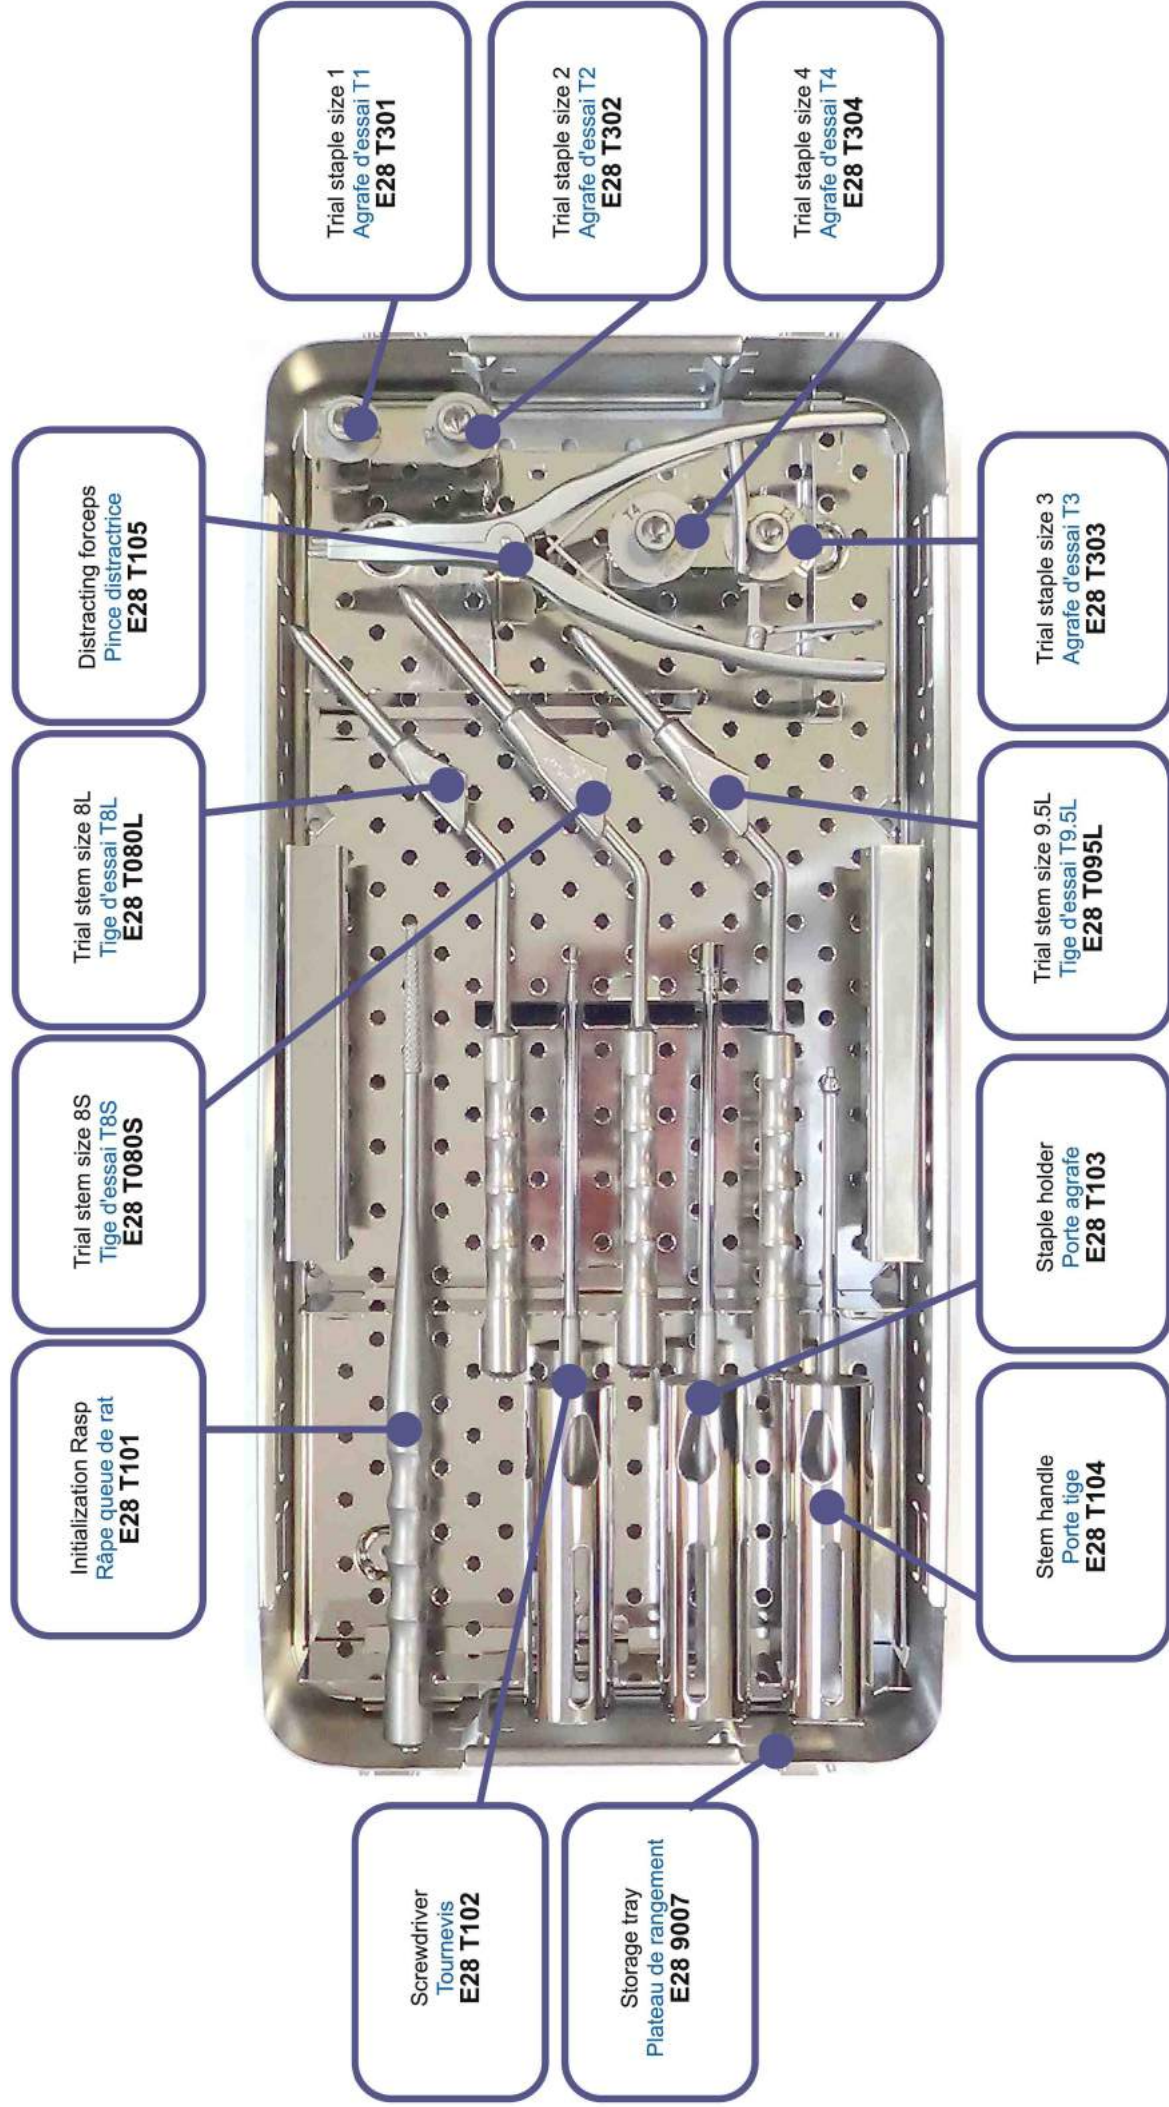 Initialization Rasp
Râpe queue de rat
E28 T101
Trial stem size 8S
Tige d'essai T8S
E28 T080S
Trial stem size 8L
Tige d'essai T8L
E28 T080L
Distracting forceps
Pince distractrice
E28 T105
Screwdriver
Tournevis
E28 T102
Storage tray
Plateau de rangement
E28 9007
Trial staple size 1
Agrafe d'essai T1
E28 T301
Trial staple size 2
Agrafe d'essai T2
E28 T302
Trial staple size 4
Agrafe d'essai T4
E28 T304
T4
Stem handle
Porte tige
E28 T104
Staple holder
Porte agrafe
E28 T103
Trial stem size 9.5L
Tige d'essai T9.5L
E28 T095L
Trial staple size 3
Agrafe d'essai T3
E28 T303